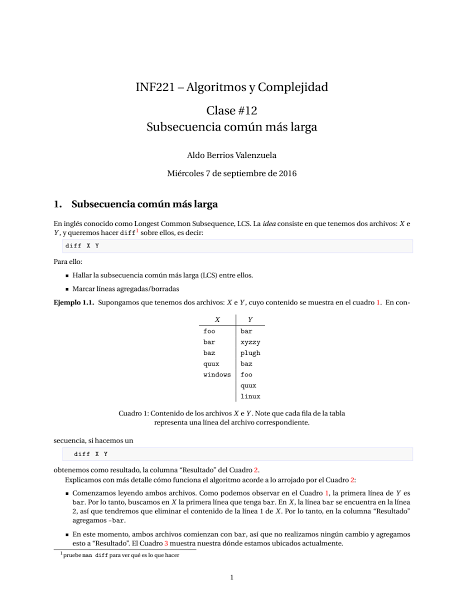 INF221 – Algoritmos y Complejidad
Clase #12
Subsecuencia común más larga
Aldo Berrios Valenzuela
Miércoles 7 de septiembre de 2016
1. Subsecuencia común más larga
En inglés conocido como Longest Common Subsequence, LCS. La idea consiste en que tenemos dos archivos: X e
Y, y queremos hacer diff¹ sobre ellos, es decir:
diff X Y
Para ello:
▪ Hallar la subsecuencia común más larga (LCS) entre ellos.
▪ Marcar líneas agregadas/borradas
Ejemplo 1.1. Supongamos que tenemos dos archivos: X e Y, cuyo contenido se muestra en el cuadro 1. En con-
X Y
foo bar
bar xyzzy
baz plugh
quux baz
windows foo
quux
linux
Cuadro 1: Contenido de los archivos X e Y. Note que cada fila de la tabla
representa una línea del archivo correspondiente.
secuencia, si hacemos un
diff X Y
obtenemos como resultado, la columna "Resultado" del Cuadro 2.
Explicamos con más detalle cómo funciona el algoritmo acorde a lo arrojado por el Cuadro 2:
▪ Comenzamos leyendo ambos archivos. Como podemos observar en el Cuadro 1, la primera línea de Y es
bar. Por lo tanto, buscamos en X la primera línea que tenga bar. En X, la línea bar se encuentra en la línea
2, así que tendremos que eliminar el contenido de la línea 1 de X. Por lo tanto, en la columna "Resultado"
agregamos -bar.
▪ En este momento, ambos archivos comienzan con bar, así que no realizamos ningún cambio y agregamos
esto a "Resultado". El Cuadro 3 muestra nuestra dónde estamos ubicados actualmente.
¹pruebe man diff para ver qué es lo que hacer
1